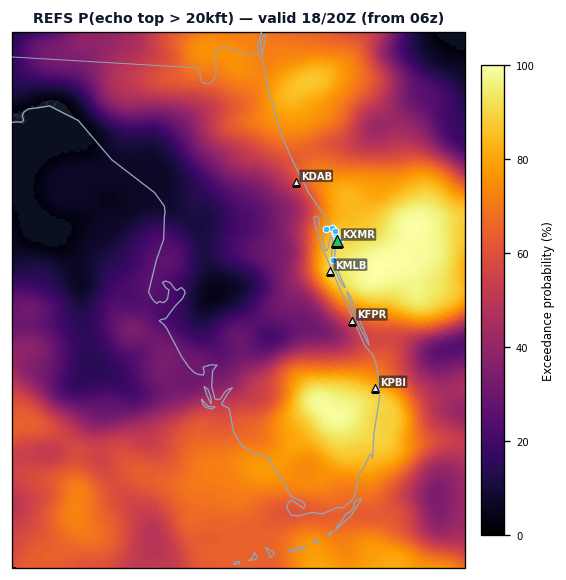 REFS P(echo top > 20kft) — valid 18/20Z (from 06z)
KDAB
KXMR
KMLB
KFPR
KPBI
100
80
60
40
20
0
Exceedance probability (%)